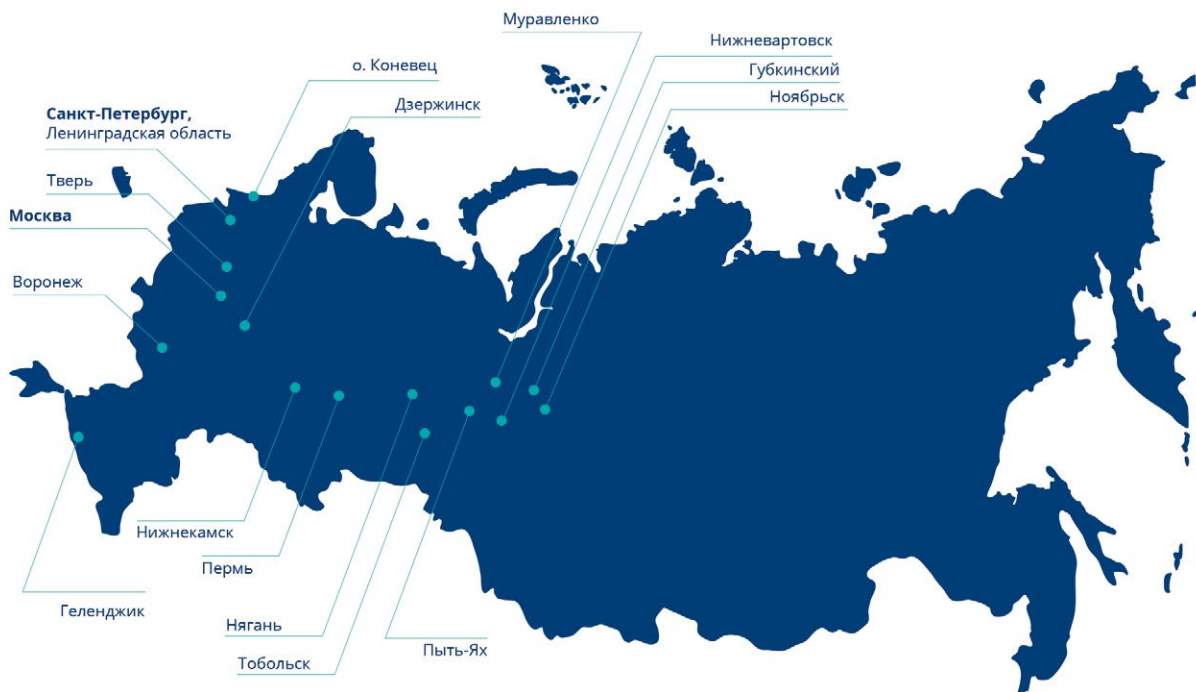 Муравленко
Нижневартовск
Губкинский
Ноябрьск
о. Коневец
Дзержинск
Санкт-Петербург,
Ленинградская область
Тверь
Москва
Воронеж
Нижнекамск
Пермь
Геленджик
Нягань
Пыть-Ях
Тобольск